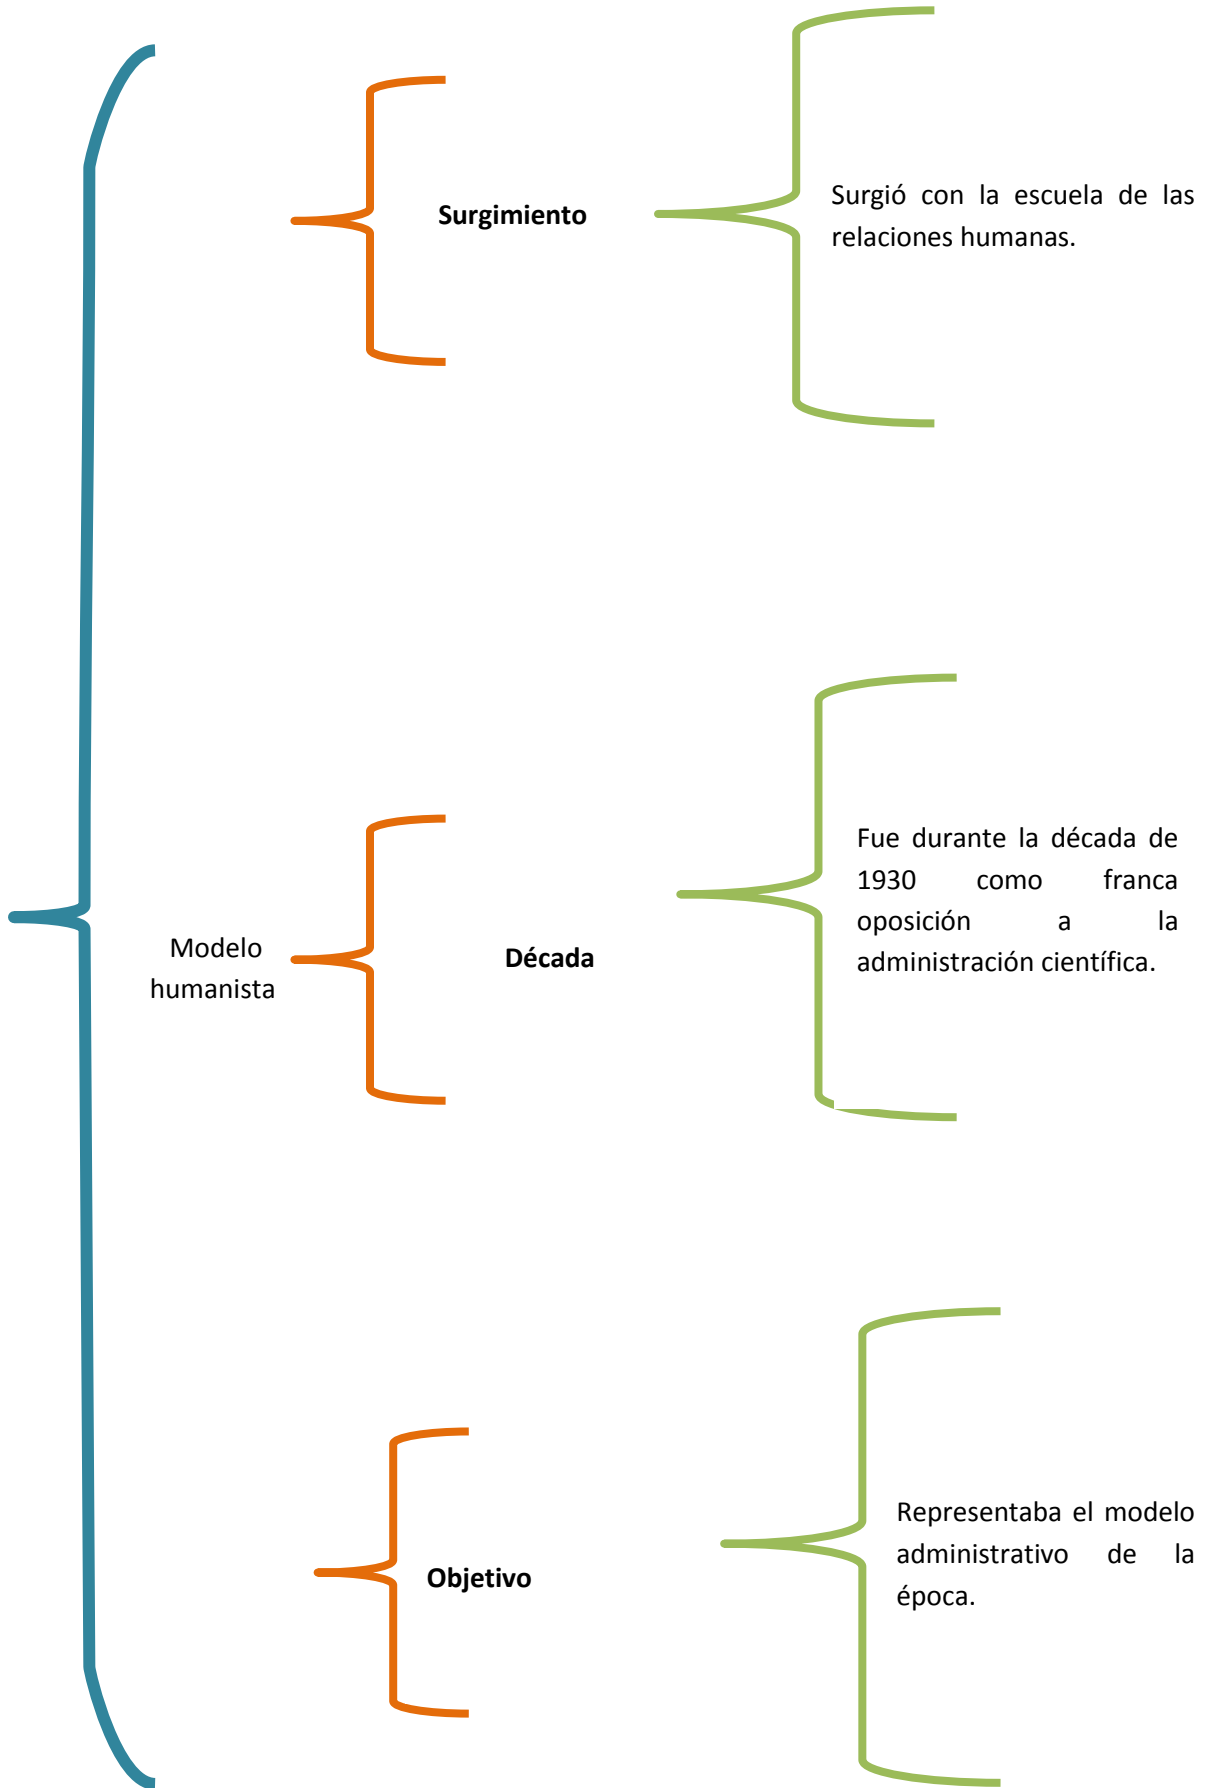 Surgimiento
Surgió con la escuela de las
relaciones humanas.
Modelo
humanista
Década
Fue durante la década de
1930 como franca
oposición a la
administración científica.
Objetivo
Representaba el modelo
administrativo de la
época.